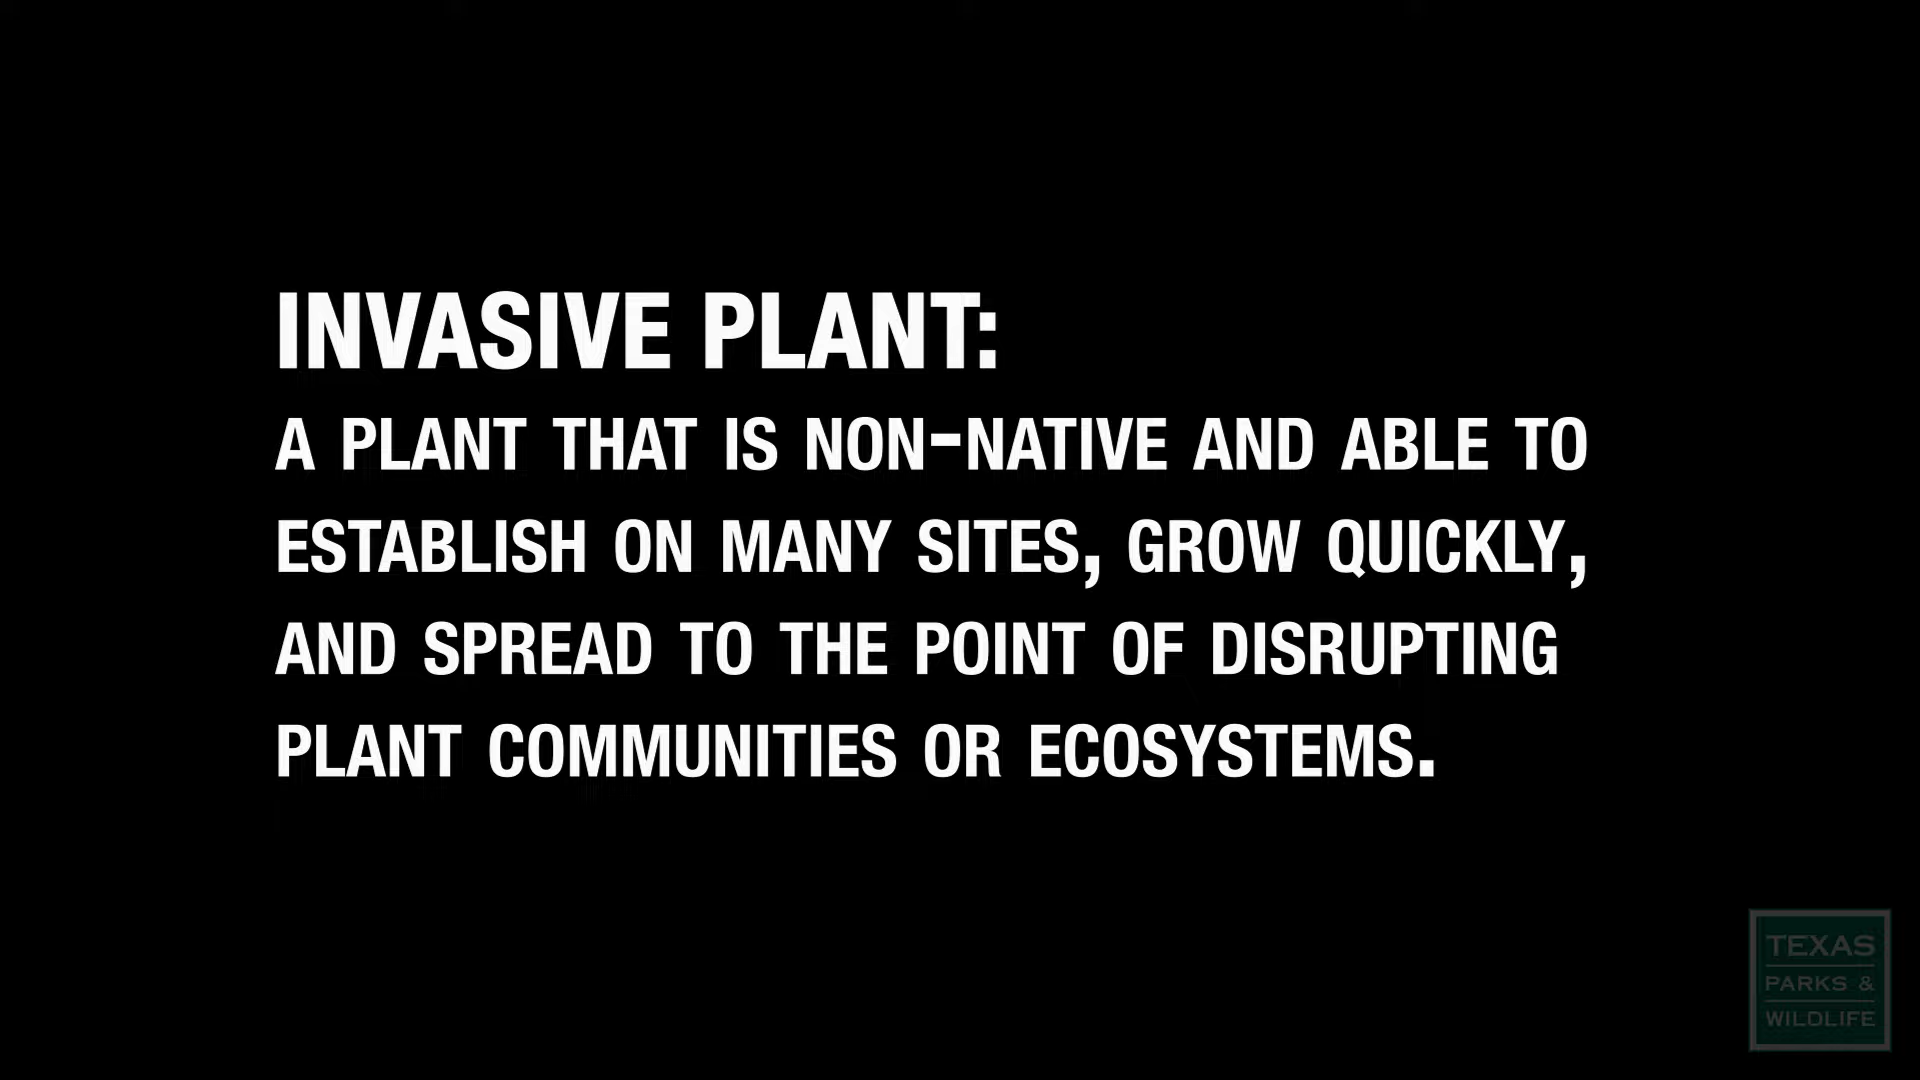 INVASIVE PLANT:
A PLANT THAT IS NON-NATIVE AND ABLE TO
ESTABLISH ON MANY SITES, GROW QUICKLY,
AND SPREAD TO THE POINT OF DISRUPTING
PLANT COMMUNITIES OR ECOSYSTEMS.
TEXAS
PARKS &
WILDLIFE